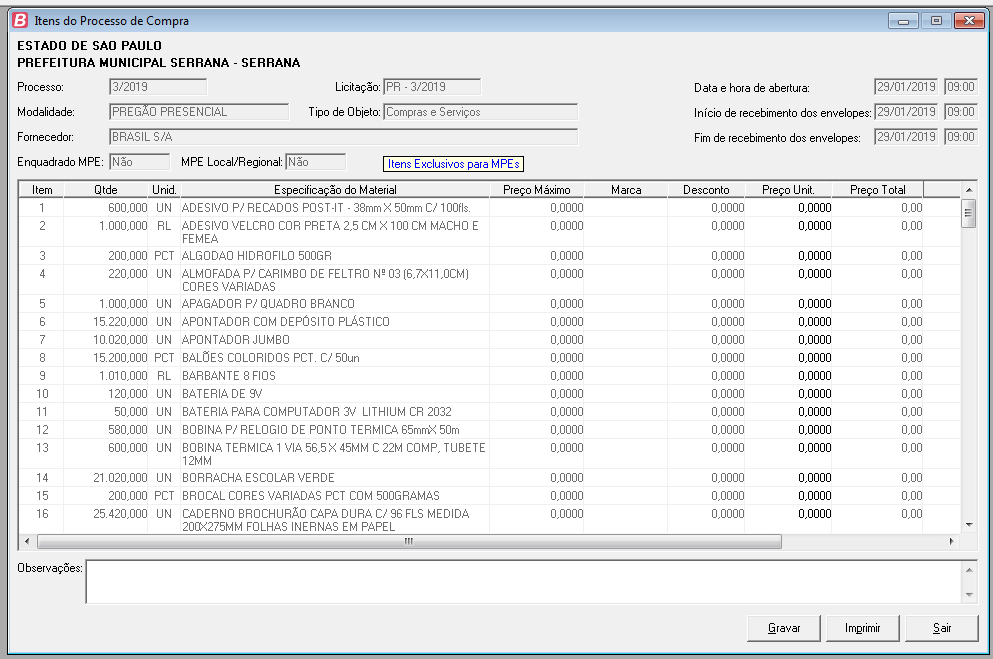 B Itens do Processo de Compra
ESTADO DE SAO PAULO
PREFEITURA MUNICIPAL SERRANA - SERRANA
Processo: 3/2019 Licitação: PR - 3/2019 Data e hora de abertura: 29/01/2019 09:00
Modalidade: PREGÃO PRESENCIAL Tipo de Objeto: Compras e Serviços Início de recebimento dos envelopes: 29/01/2019 09:00
Fornecedor: BRASIL S/A Fim de recebimento dos envelopes: 29/01/2019 09:00
Enquadrado MPE: Não MPE Local/Regional: Não Itens Exclusivos para MPEs
Item Qtde Unid. Especificação do Material Preço Máximo Marca Desconto Preço Unit. Preço Total
1 600,000 UN ADESIVO P/ RECADOS POST-IT - 38mm X 50mm C/ 100fls. 0,0000 0,0000 0,0000 0,00
2 1.000,000 RL ADESIVO VELCRO COR PRETA 2,5 CM X 100 CM MACHO E 0,0000 0,0000 0,0000 0,00
FEMEA
3 200,000 PCT ALGODAO HIDROFILO 500GR 0,0000 0,0000 0,0000 0,00
4 220,000 UN ALMOFADA P/ CARIMBO DE FELTRO Nº 03 (6,7X11,0CM) 0,0000 0,0000 0,0000 0,00
CORES VARIADAS
5 1.000,000 UN APAGADOR P/ QUADRO BRANCO 0,0000 0,0000 0,0000 0,00
6 15.220,000 UN APONTADOR COM DEPÓSITO PLÁSTICO 0,0000 0,0000 0,0000 0,00
7 10.020,000 UN APONTADOR JUMBO 0,0000 0,0000 0,0000 0,00
8 15.200,000 PCT BALÕES COLORIDOS PCT. C/ 50un 0,0000 0,0000 0,0000 0,00
9 1.010,000 RL BARBANTE 8 FIOS 0,0000 0,0000 0,0000 0,00
10 120,000 UN BATERIA DE 9V 0,0000 0,0000 0,0000 0,00
11 50,000 UN BATERIA PARA COMPUTADOR 3V LITHIUM CR 2032 0,0000 0,0000 0,0000 0,00
12 580,000 UN BOBINA P/ RELOGIO DE PONTO TERMICA 65mmX 50m 0,0000 0,0000 0,0000 0,00
13 600,000 UN BOBINA TERMICA 1 VIA 56,5 X 45MM C 22M COMP, TUBETE 0,0000 0,0000 0,0000 0,00
12MM
14 21.020,000 UN BORRACHA ESCOLAR VERDE 0,0000 0,0000 0,0000 0,00
15 200,000 PCT BROCAL CORES VARIADAS PCT COM 500GRAMAS 0,0000 0,0000 0,0000 0,00
16 25.420,000 UN CADERNO BROCHURÃO CAPA DURA C/ 96 FLS MEDIDA 0,0000 0,0000 0,0000 0,00
200X275MM FOLHAS INERNAS EM PAPEL
Observações:
Gravar Imprimir Sair